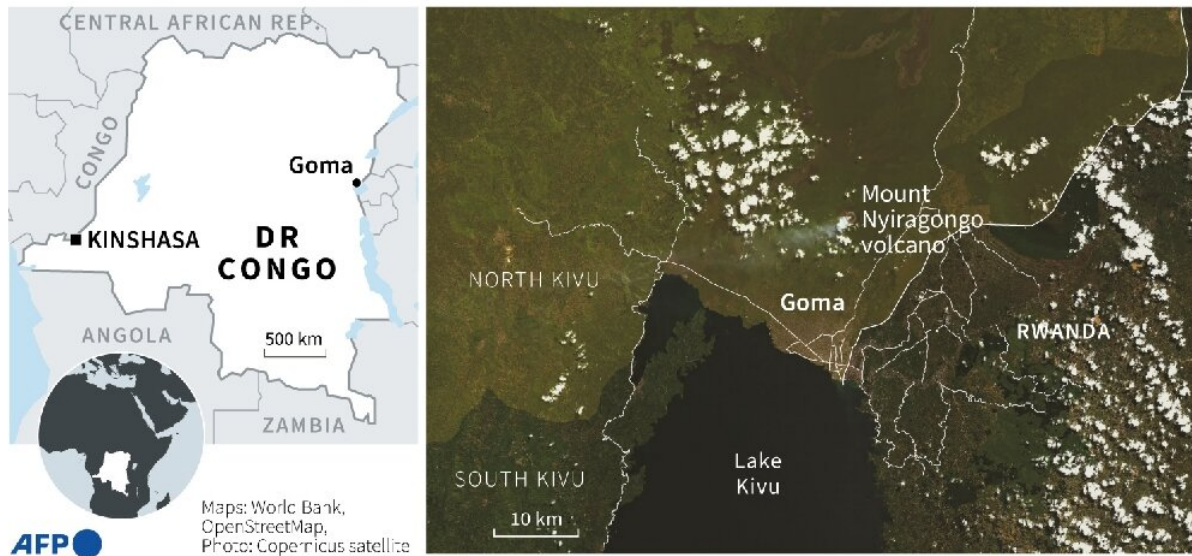 CENTRAL AFRICAN REP.
CONGO
Goma
KINSHASA
DR
CONGO
ANGOLA
500 km
ZAMBIA
Maps: World Bank,
OpenStreetMap,
Photo: Copernicus satellite
AFP
Mount
Nyiragongo
volcano
NORTH KIVU
Goma
RWANDA
Lake
Kivu
SOUTH KIVU
10 km